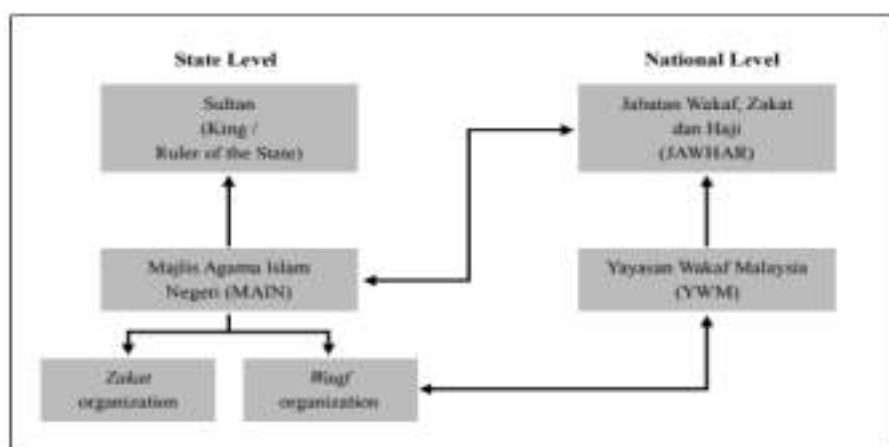 State Level
National Level
Sultan
(King /
Ruler of the State)
Jabatan Wakaf, Zakat
dan Haji
(JAWHAR)
Majlis Agama Islam
Negeri (MAIN)
Yayasan Wakaf Malaysia
(YWM)
Zakat
organization
Waqf
organization